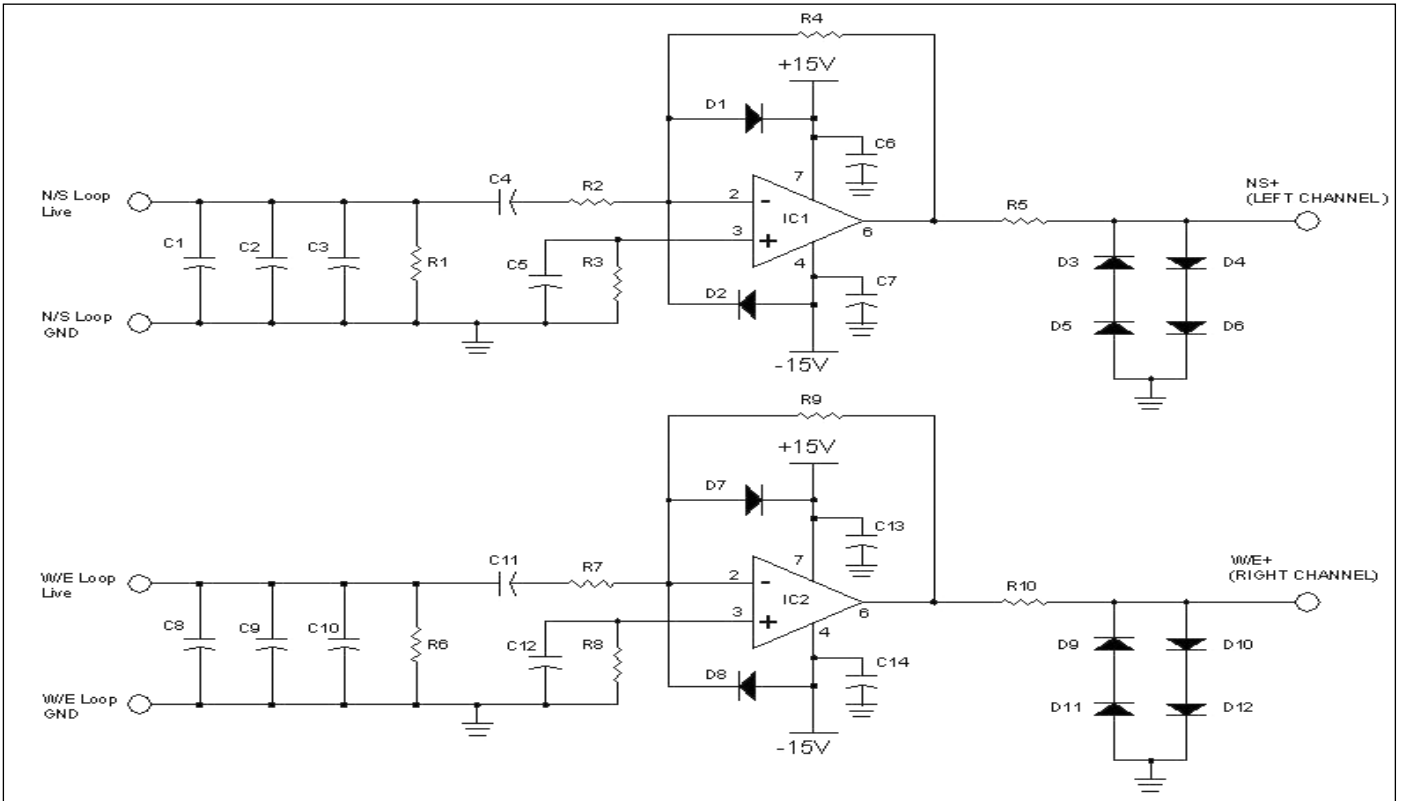 R4
+15V
D1
C6
N/S Loop
Live
C4
R2
7
2
-
IC1
6
3
+
4
R5
NS+
(LEFT CHANNEL)
C1
C2
C3
R1
C5
R3
D2
C7
D3
D4
N/S Loop
GND
D5
D6
-15V
R9
+15V
D7
C13
W/E Loop
Live
C11
R7
7
2
-
IC2
6
3
+
4
R10
W/E+
(RIGHT CHANNEL)
C8
C9
C10
R6
C12
R8
D8
C14
D9
D10
W/E Loop
GND
D11
D12
-15V